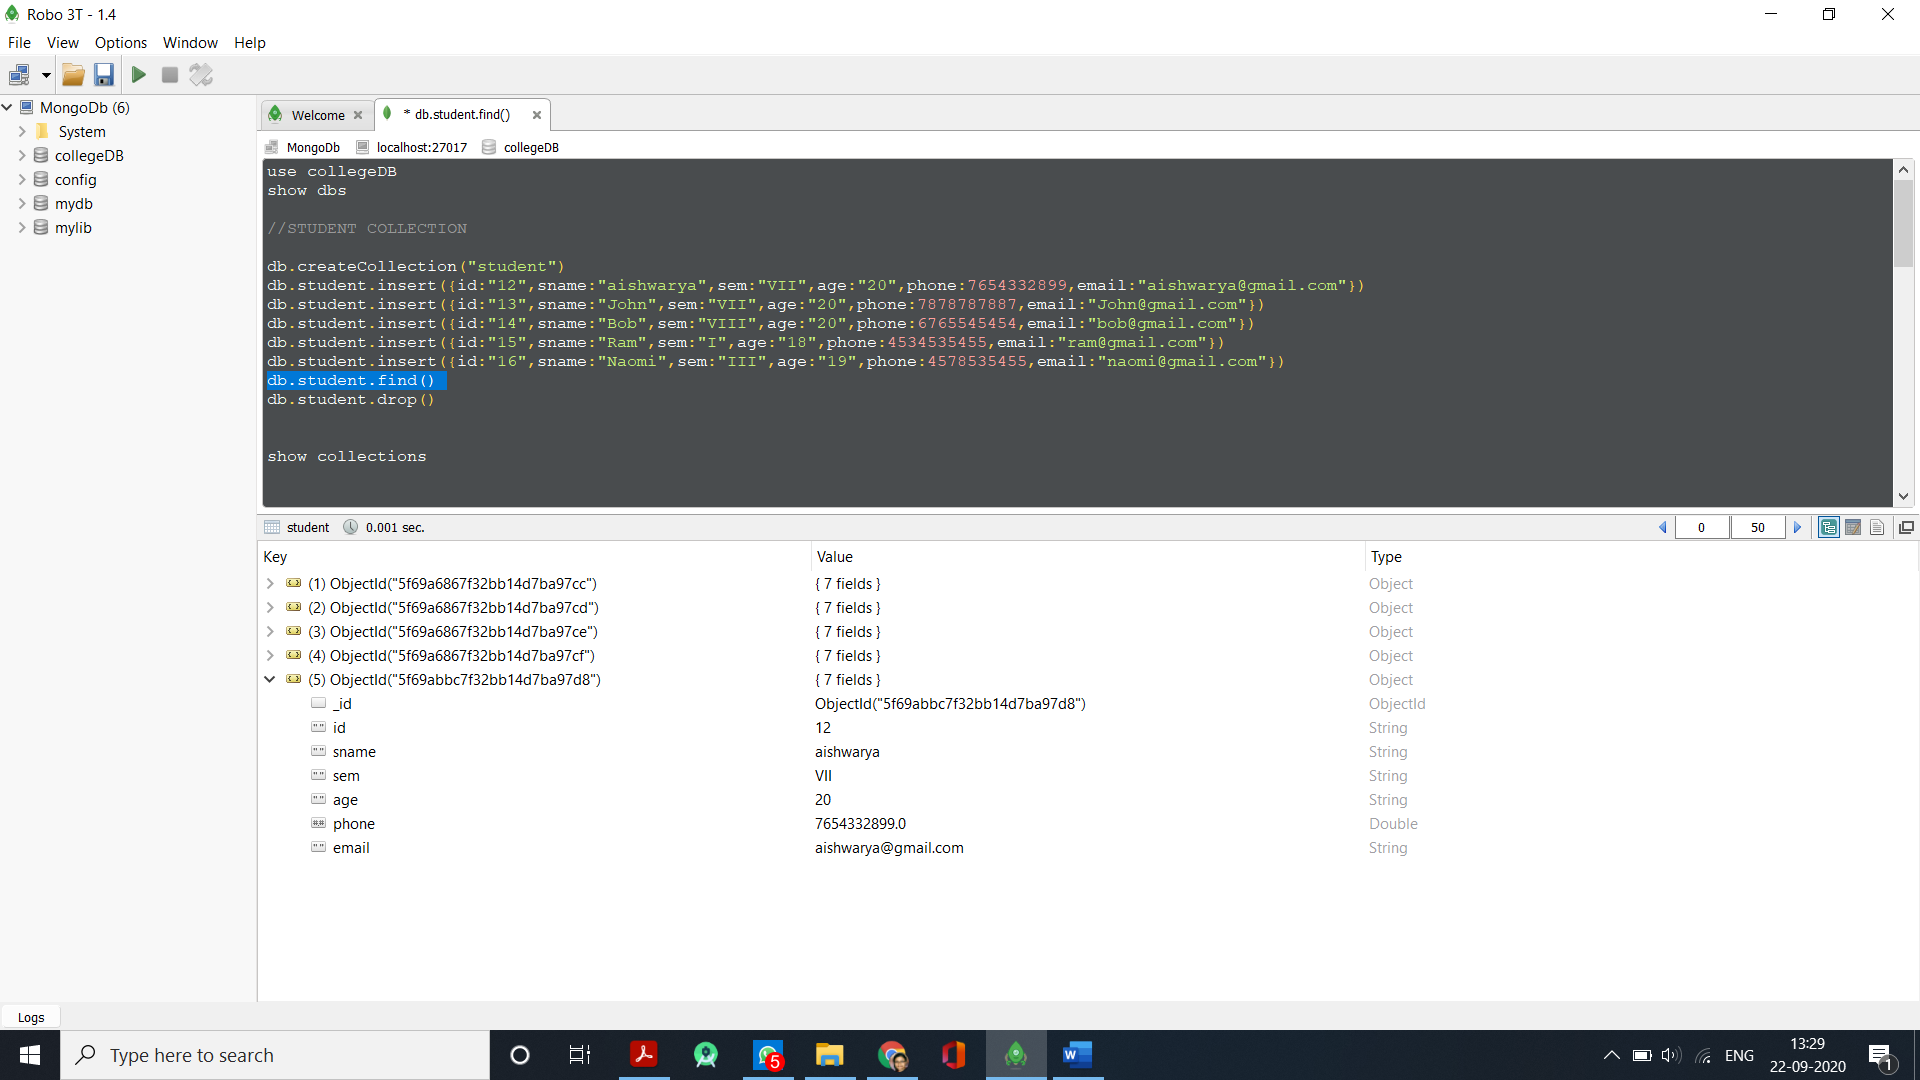 Robo 3T - 1.4
File View Options Window Help
MongoDb (6)
System
collegeDB
config
mydb
mylib
Welcome * db.student.find()
MongoDb localhost:27017 collegeDB
use collegeDB
show dbs
//STUDENT COLLECTION
db.createCollection("student")
db.student.insert({id:"12",sname:"aishwarya",sem:"VII",age:"20",phone:7654332899,email:"aishwarya@gmail.com"})
db.student.insert({id:"13",sname:"John",sem:"VII",age:"20",phone:7878787887,email:"John@gmail.com"})
db.student.insert({id:"14",sname:"Bob",sem:"VIII",age:"20",phone:6765545454,email:"bob@gmail.com"})
db.student.insert({id:"15",sname:"Ram",sem:"I",age:"18",phone:4534535455,email:"ram@gmail.com"})
db.student.insert({id:"16",sname:"Naomi",sem:"III",age:"19",phone:4578535455,email:"naomi@gmail.com"})
db.student.find()
db.student.drop()
show collections
student 0.001 sec. 0 50
Key Value Type
(1) ObjectId("5f69a6867f32bb14d7ba97cc") { 7 fields } Object
(2) ObjectId("5f69a6867f32bb14d7ba97cd") { 7 fields } Object
(3) ObjectId("5f69a6867f32bb14d7ba97ce") { 7 fields } Object
(4) ObjectId("5f69a6867f32bb14d7ba97cf") { 7 fields } Object
(5) ObjectId("5f69abbc7f32bb14d7ba97d8") { 7 fields } Object
_id ObjectId("5f69abbc7f32bb14d7ba97d8") ObjectId
id 12 String
sname aishwarya String
sem VII String
age 20 String
phone 7654332899.0 Double
email aishwarya@gmail.com String
Logs
Type here to search 5 ENG 13:29
22-09-2020 1